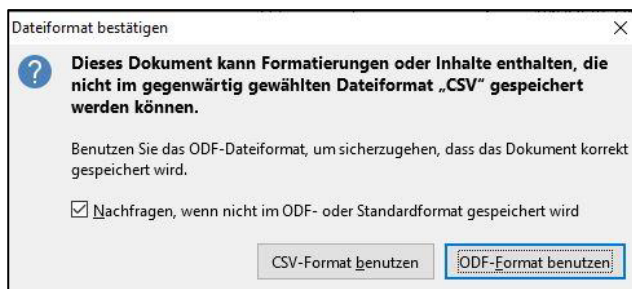 Dateiformat bestätigen
Dieses Dokument kann Formatierungen oder Inhalte enthalten, die
nicht im gegenwärtig gewählten Dateiformat „CSV“ gespeichert
werden können.
Benutzen Sie das ODF-Dateiformat, um sicherzugehen, dass das Dokument korrekt
gespeichert wird.
Nachfragen, wenn nicht im ODF- oder Standardformat gespeichert wird
CSV-Format benutzen
ODF-Format benutzen